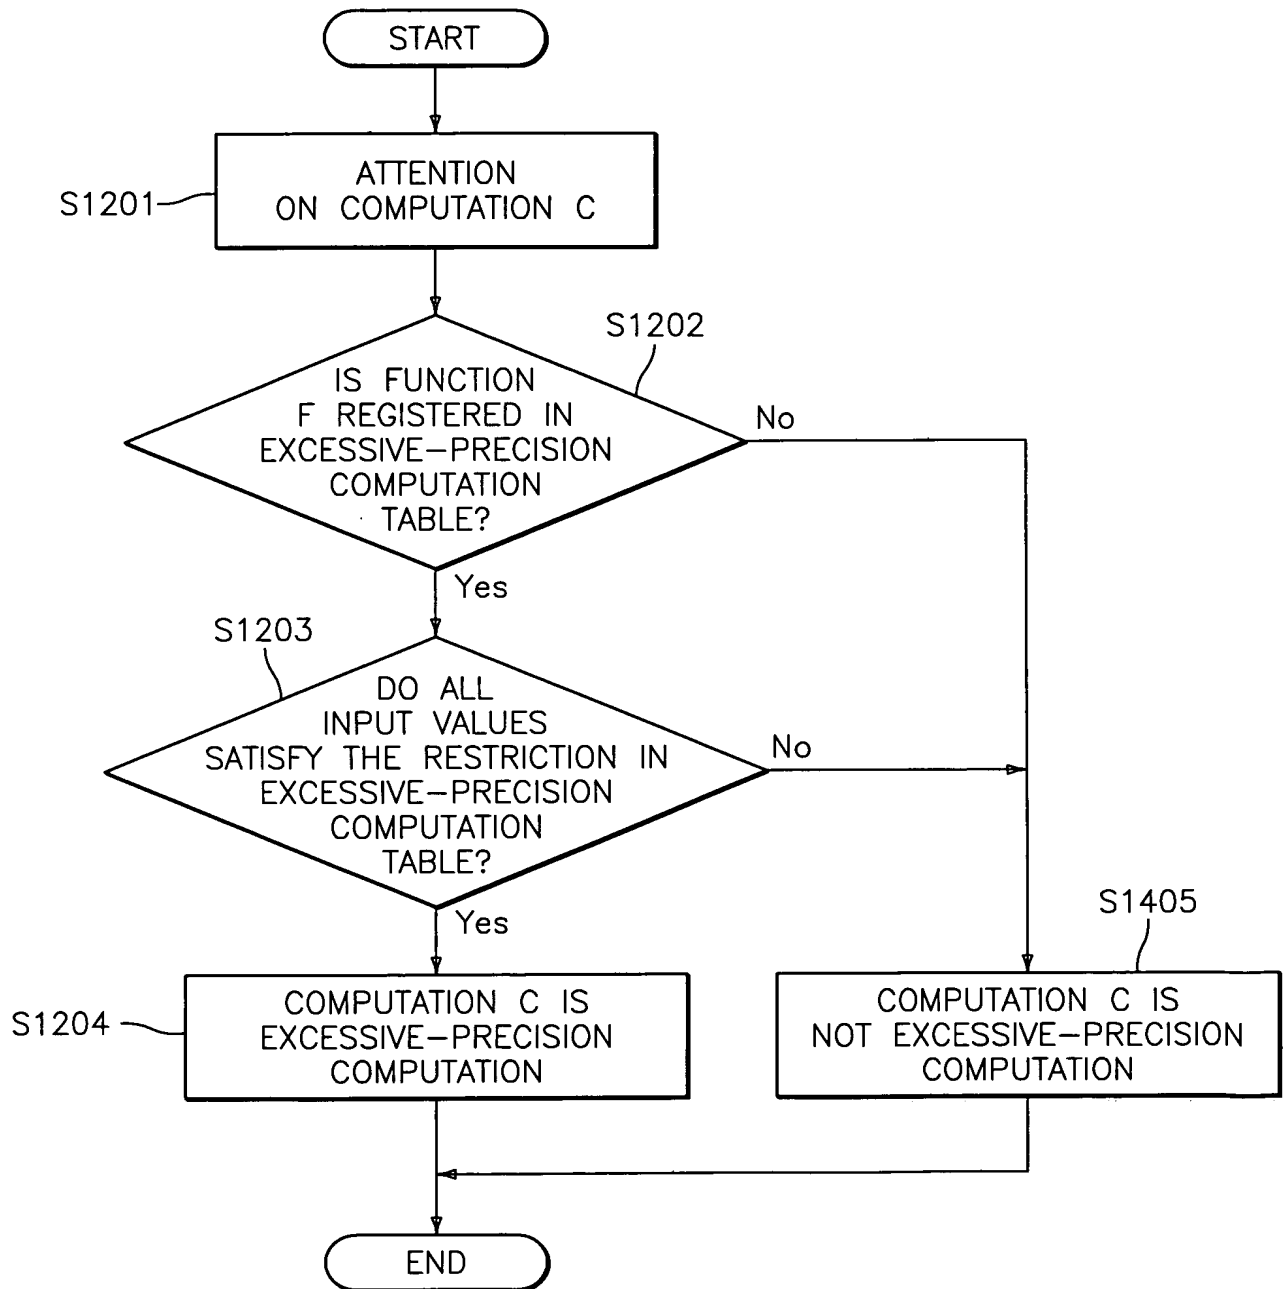 START
S1201
ATTENTION
ON COMPUTATION C
S1202
IS FUNCTION
F REGISTERED IN
EXCESSIVE-PRECISION
COMPUTATION
TABLE?
No
Yes
S1203
DO ALL
INPUT VALUES
SATISFY THE RESTRICTION IN
EXCESSIVE-PRECISION
COMPUTATION
TABLE?
No
Yes
S1204
COMPUTATION C IS
EXCESSIVE-PRECISION
COMPUTATION
S1405
COMPUTATION C IS
NOT EXCESSIVE-PRECISION
COMPUTATION
END